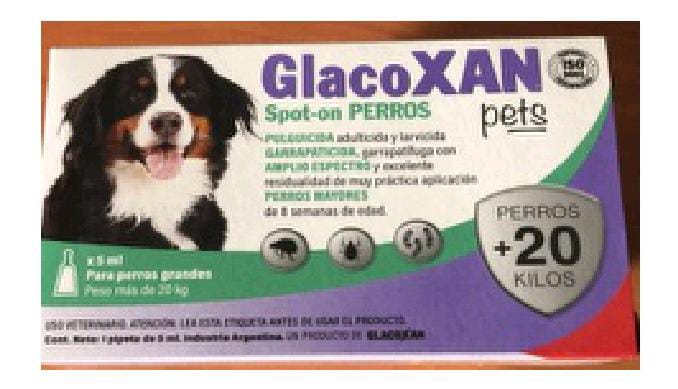 GlacoXAN
Spot-on PERROS
pets
PULGUICIDA adulticida y larvicida
GARRAPATICIDA, garrapatífuga con
AMPLIO ESPECTRO y excelente
residualidad de muy práctica aplicación
PERROS MAYORES
de 8 semanas de edad.
PERROS
+20
KILOS
x 5 ml
Para perros grandes
Peso más de 20 kg
USO VETERINARIO. ATENCIÓN: LEA ESTA ETIQUETA ANTES DE USAR EL PRODUCTO.
Cont. Neto: 1 pipeta de 5 ml. Industria Argentina. UN PRODUCTO DE GLACOXAN